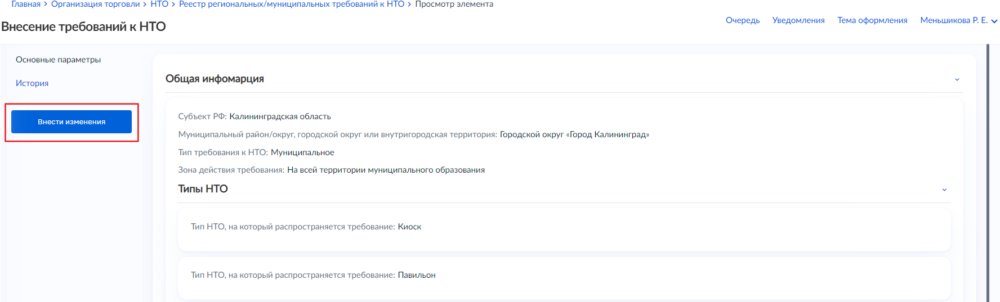 Главная > Организация торговли > НТО > Реестр региональных/муниципальных требований к НТО > Просмотр элемента
Внесение требований к НТО
Очередь Уведомления Тема оформления Меньшикова Р. Е.
Основные параметры
История
Внести изменения
Общая инфомарция
Субъект РФ: Калининградская область
Муниципальный район/округ, городской округ или внутригородская территория: Городской округ «Город Калининград»
Тип требования к НТО: Муниципальное
Зона действия требования: На всей территории муниципального образования
Типы НТО
Тип НТО, на который распространяется требование: Киоск
Тип НТО, на который распространяется требование: Павильон